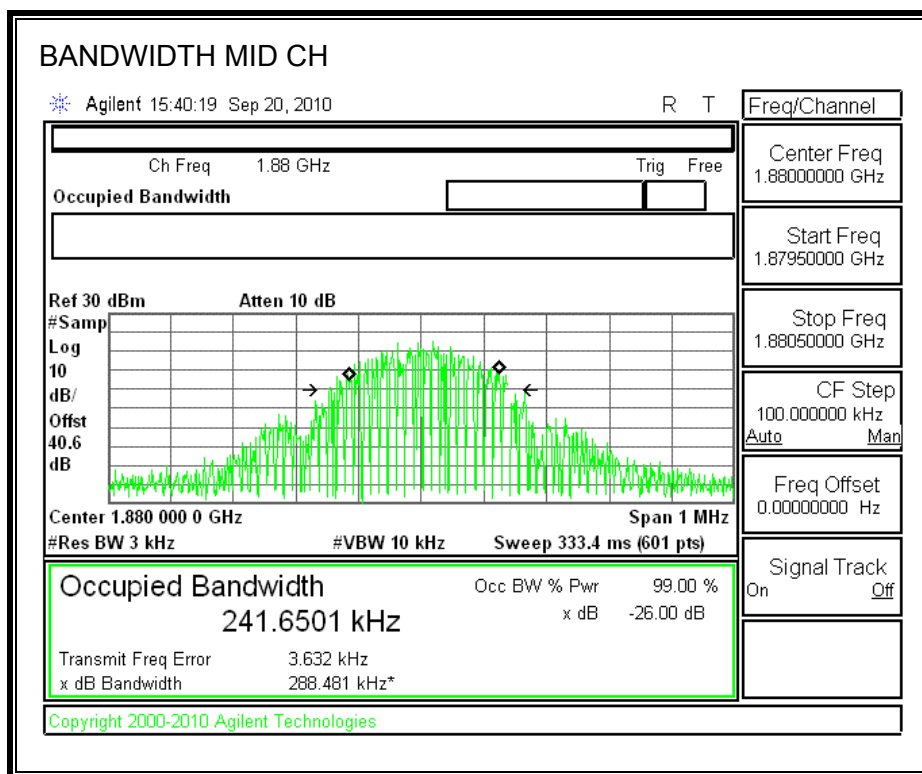 BANDWIDTH MID CH
Agilent 15:40:19 Sep 20, 2010 R T
Freq/Channel
Ch Freq 1.88 GHz Trig Free
Occupied Bandwidth
Center Freq
1.88000000 GHz
Start Freq
1.87950000 GHz
Stop Freq
1.88050000 GHz
CF Step
100.000000 kHz
Auto Man
Freq Offset
0.00000000 Hz
Signal Track
On Off
Ref 30 dBm Atten 10 dB
#Samp
Log
10
dB/
Offst
40.6
dB
Center 1.880 000 0 GHz Span 1 MHz
#Res BW 3 kHz #VBW 10 kHz Sweep 333.4 ms (601 pts)
Occupied Bandwidth Occ BW % Pwr 99.00 %
241.6501 kHz x dB -26.00 dB
Transmit Freq Error 3.632 kHz
x dB Bandwidth 288.481 kHz*
Copyright 2000-2010 Agilent Technologies